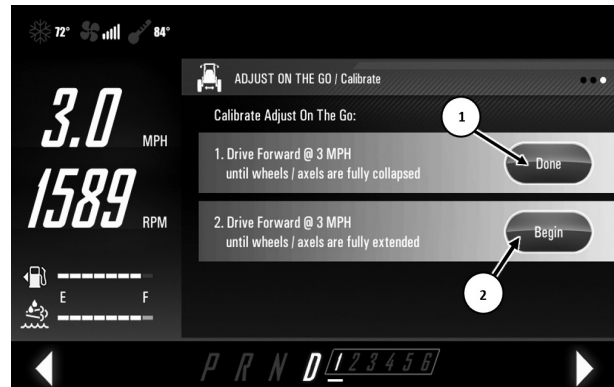 72° 84°
ADJUST ON THE GO / Calibrate
3.0 MPH
Calibrate Adjust On The Go:
1
1. Drive Forward @ 3 MPH
until wheels / axels are fully collapsed
Done
1589 RPM
2. Drive Forward @ 3 MPH
until wheels / axels are fully extended
Begin
2
E F
P R N D 1 2 3 4 5 6